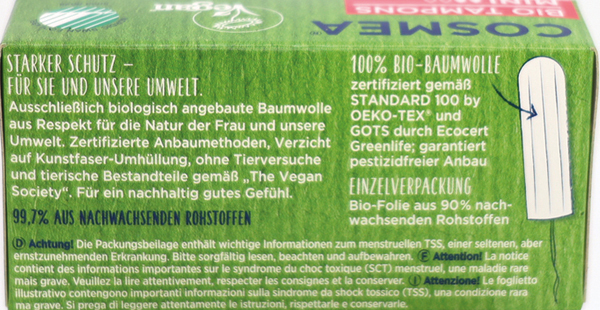 COSMEA®
BIO TAMPONS
MINI
Vegan
STARKER SCHUTZ –
FÜR SIE UND UNSERE UMWELT.
Ausschließlich biologisch angebaute Baumwolle
aus Respekt für die Natur der Frau und unsere
Umwelt. Zertifizierte Anbaumethoden, Verzicht
auf Kunstfaser-Umhüllung, ohne Tierversuche
und tierische Bestandteile gemäß „The Vegan
Society“. Für ein nachhaltig gutes Gefühl.
99,7% AUS NACHWACHSENDEN ROHSTOFFEN
100% BIO-BAUMWOLLE
zertifiziert gemäß
STANDARD 100 by
OEKO-TEX® und
GOTS durch Ecocert
Greenlife; garantiert
pestizidfreier Anbau
EINZELVERPACKUNG
Bio-Folie aus 90% nach-
wachsenden Rohstoffen
D Achtung! Die Packungsbeilage enthält wichtige Informationen zum menstruellen TSS, einer seltenen, aber
ernstzunehmenden Erkrankung. Bitte sorgfältig lesen, beachten und aufbewahren. F Attention! La notice
contient des informations importantes sur le syndrome du choc toxique (SCT) menstruel, une maladie rare
mais grave. Veuillez la lire attentivement, respecter les consignes et la conserver. I Attenzione! Le foglietto
illustrativo contengono importanti informazioni sulla sindrome da shock tossico (TSS), una condizione rara
ma grave. Si prega di leggere attentamente le istruzioni, rispettarle e conservarle.